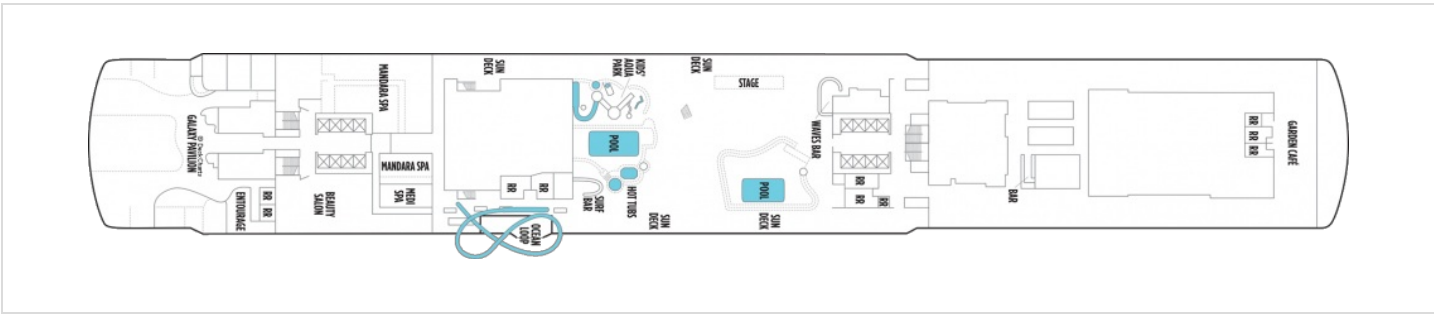 GALAXY PAVILION
© Deck Charts
ENTOURAGE
RR
RR
BEAUTY
SALON
MANDARA SPA
MANDARA SPA
MEDI
SPA
SUN
DECK
RR
RR
OCEAN
LOOP
SURF
BAR
KIDS'
AQUA
PARK
POOL
HOT TUBS
SUN
DECK
SUN
DECK
STAGE
POOL
SUN
DECK
WAVES BAR
RR
RR
RR
BAR
RR
RR
RR
GARDEN CAFÉ